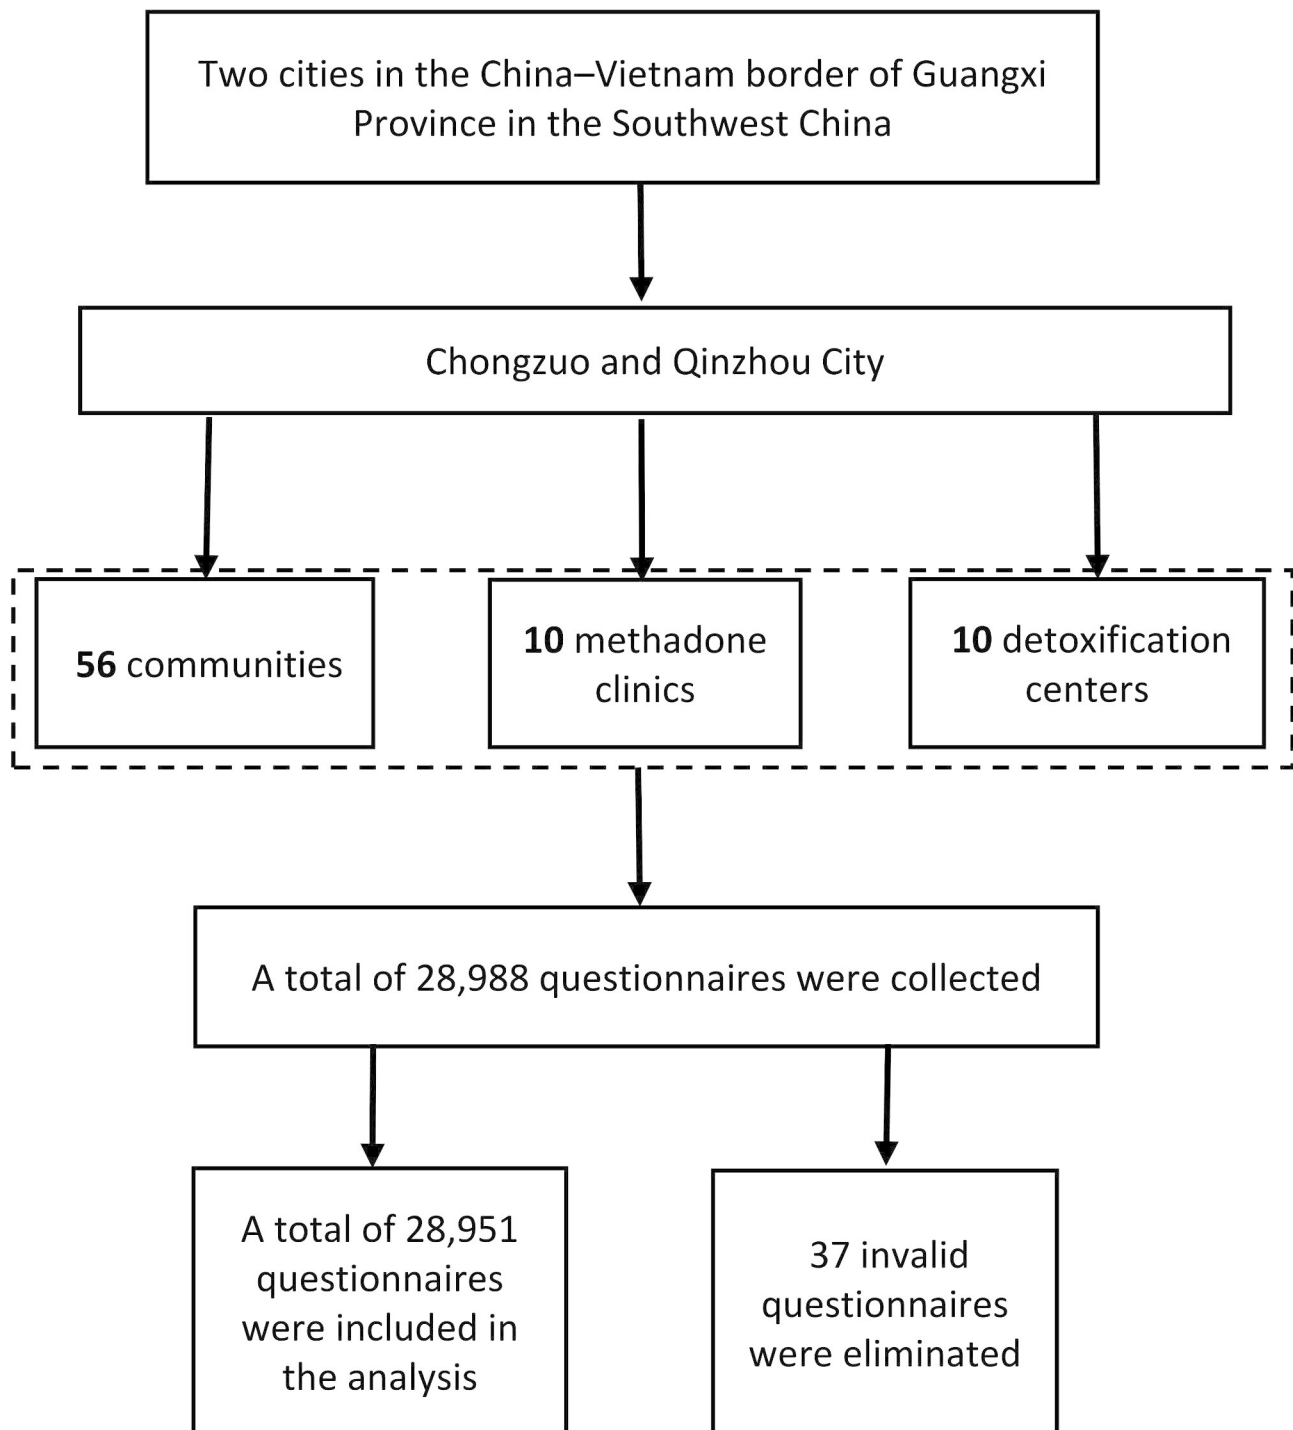 Two cities in the China–Vietnam border of Guangxi
Province in the Southwest China
Chongzuo and Qinzhou City
56 communities
10 methadone
clinics
10 detoxification
centers
A total of 28,988 questionnaires were collected
A total of 28,951
questionnaires
were included in
the analysis
37 invalid
questionnaires
were eliminated